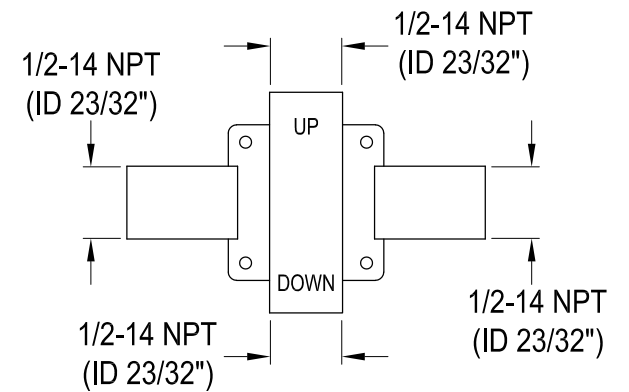 1/2-14 NPT
(ID 23/32")
1/2-14 NPT
(ID 23/32")
UP
DOWN
1/2-14 NPT
(ID 23/32")
1/2-14 NPT
(ID 23/32")